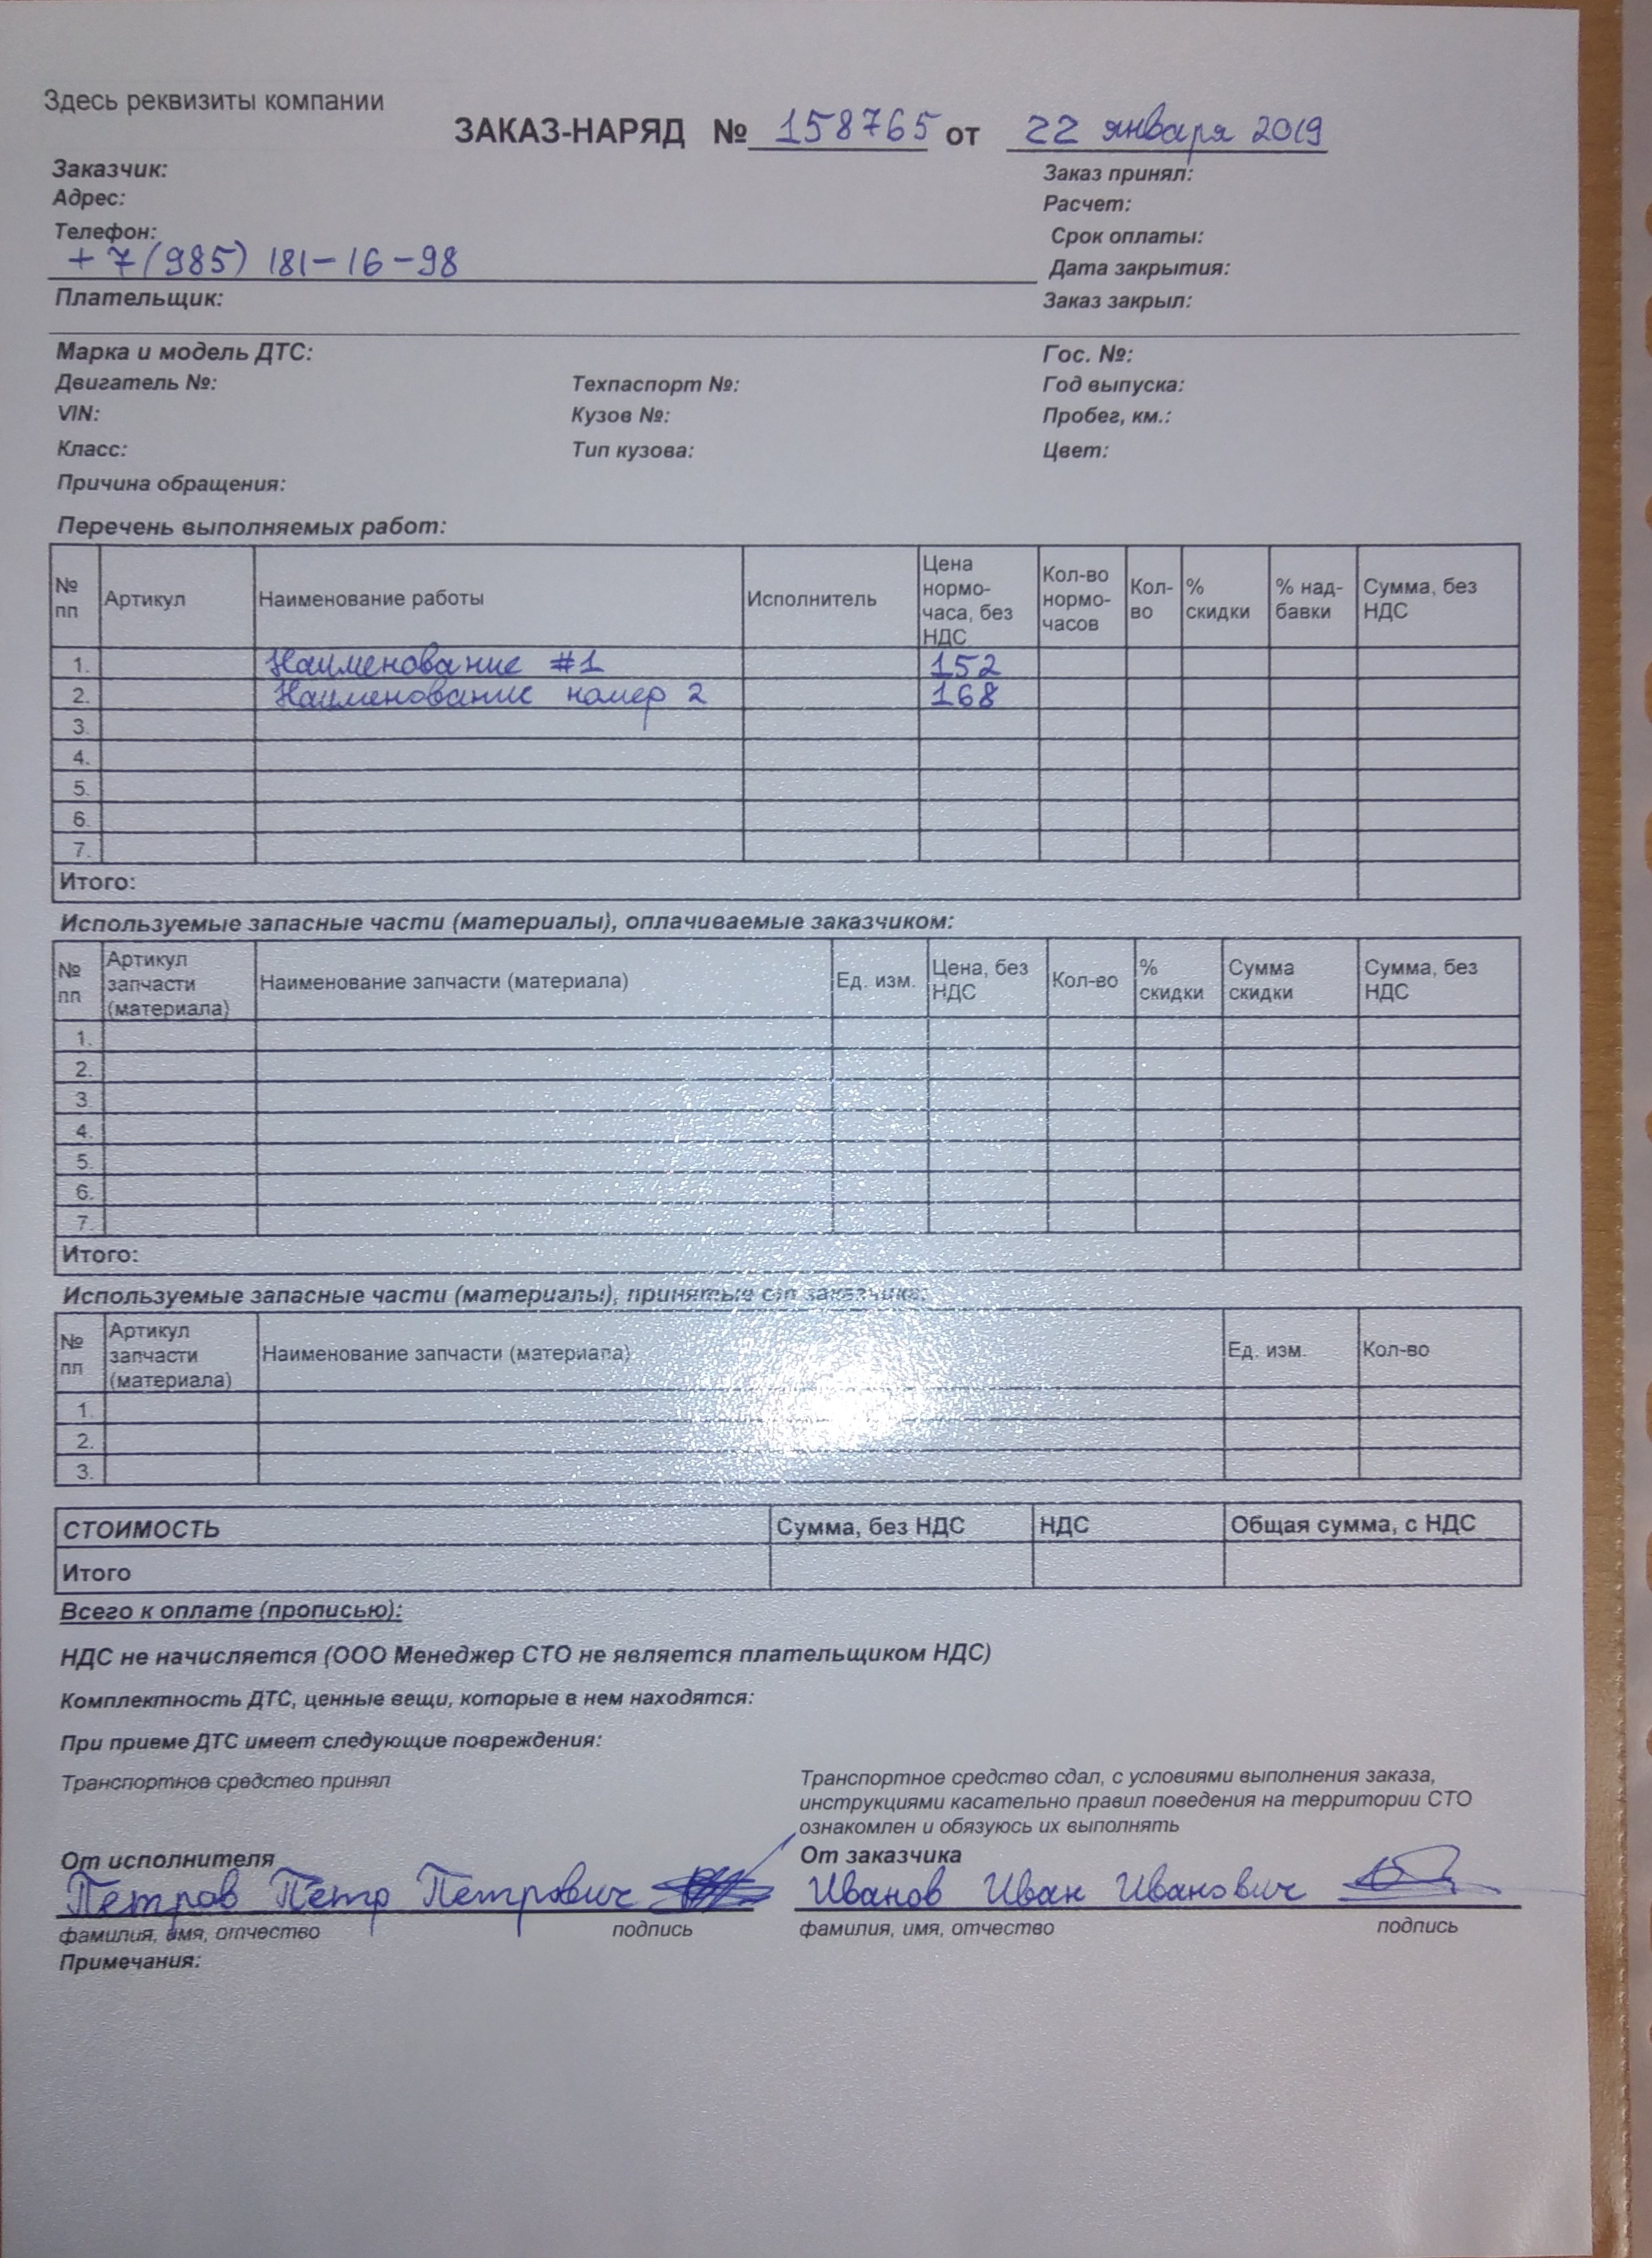 Здесь реквизиты компании
ЗАКАЗ-НАРЯД № 158765 от 22 января 2019
Заказчик:
Заказ принял:
Адрес:
Расчет:
Телефон:
Срок оплаты:
+7(985) 181-16-98
Дата закрытия:
Плательщик:
Заказ закрыл:
Марка и модель ДТС:
Гос. №:
Двигатель №:
Техпаспорт №:
Год выпуска:
VIN:
Кузов №:
Пробег, км.:
Класс:
Тип кузова:
Цвет:
Причина обращения:
Перечень выполняемых работ:
№ пп
Артикул
Наименование работы
Исполнитель
Цена нормо-часа, без НДС
Кол-во нормо-часов
Кол-во
% скидки
% над-бавки
Сумма, без НДС
1. Наименование #1 152
2. Наименование номер 2 168
3.
4.
5.
6.
7.
Итого:
Используемые запасные части (материалы), оплачиваемые заказчиком:
№ пп
Артикул запчасти (материала)
Наименование запчасти (материала)
Ед. изм.
Цена, без НДС
Кол-во
% скидки
Сумма скидки
Сумма, без НДС
1.
2.
3.
4.
5.
6.
7.
Итого:
Используемые запасные части (материалы), принятые от заказчика:
№ пп
Артикул запчасти (материала)
Наименование запчасти (материала)
Ед. изм.
Кол-во
1.
2.
3.
СТОИМОСТЬ
Сумма, без НДС
НДС
Общая сумма, с НДС
Итого
Всего к оплате (прописью):
НДС не начисляется (ООО Менеджер СТО не является плательщиком НДС)
Комплектность ДТС, ценные вещи, которые в нем находятся:
При приеме ДТС имеет следующие повреждения:
Транспортное средство принял
Транспортное средство сдал, с условиями выполнения заказа,
инструкциями касательно правил поведения на территории СТО
ознакомлен и обязуюсь их выполнять
От исполнителя
От заказчика
Петров Петр Петрович
Иванов Иван Иванович
фамилия, имя, отчество
подпись
фамилия, имя, отчество
подпись
Примечания: